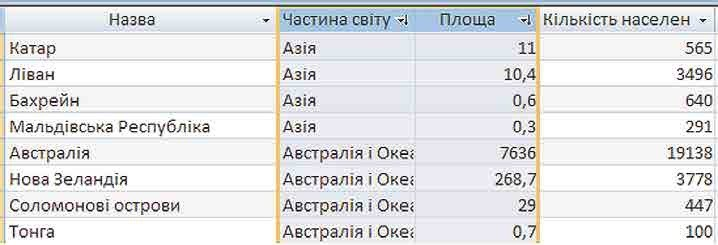 Назва Частина світу Площа Кількість населен
Катар Азія 11 565
Ліван Азія 10,4 3496
Бахрейн Азія 0,6 640
Мальдівська Республіка Азія 0,3 291
Австралія Австралія і Океа 7636 19138
Нова Зеландія Австралія і Океа 268,7 3778
Соломонові острови Австралія і Океа 29 447
Тонга Австралія і Океа 0,7 100